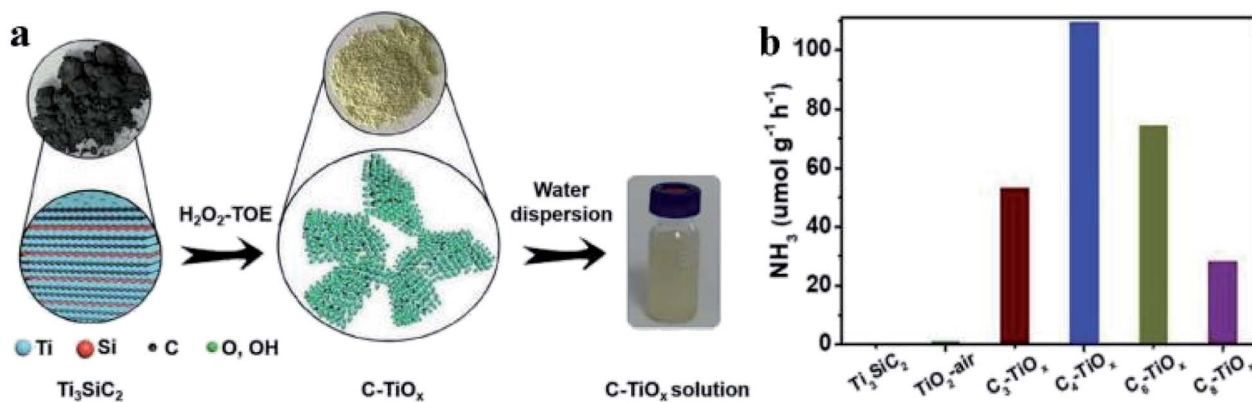 a
H₂O₂-TOE
Water
dispersion
Ti Si C O, OH
Ti₃SiC₂ C-TiOₓ C-TiOₓ solution
b
NH₃ (umol g⁻¹ h⁻¹)
100
80
60
40
20
0
Ti₃SiC₂
TiO₂-air
C₃-TiOₓ
C₄-TiOₓ
C₆-TiOₓ
C₈-TiOₓ